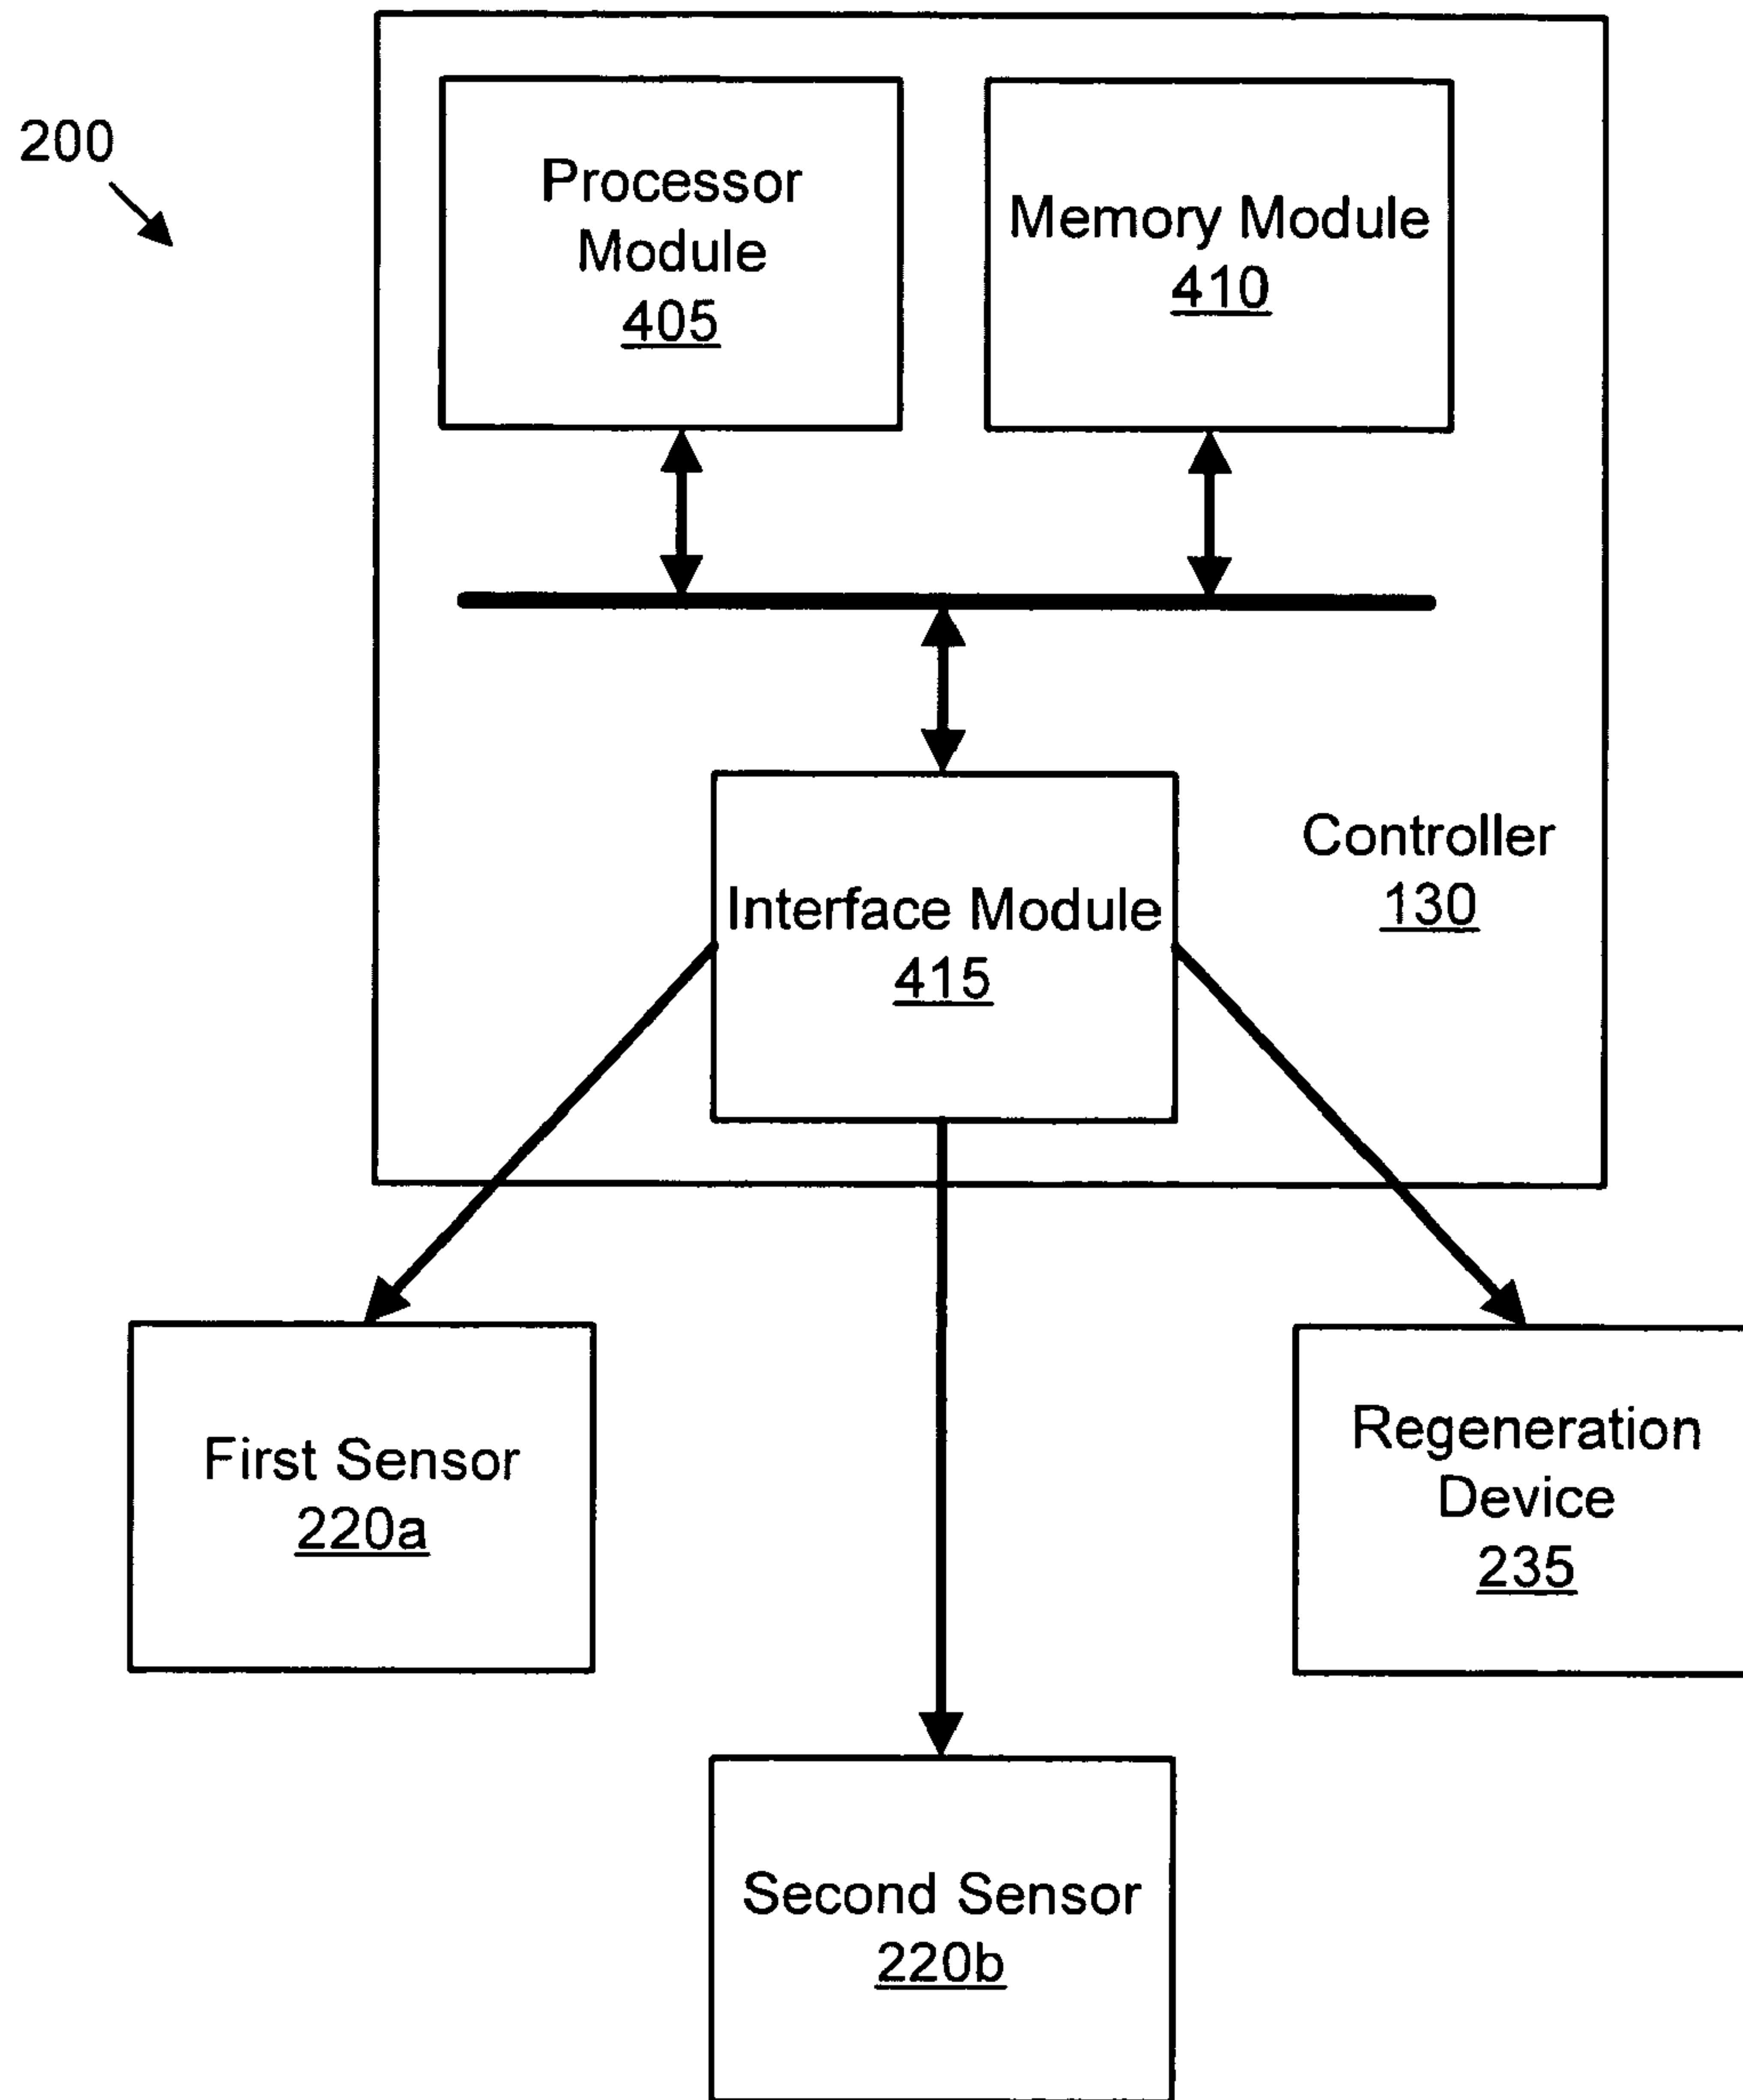 200
Processor
Module
405
Memory Module
410
Controller
130
Interface Module
415
First Sensor
220a
Regeneration
Device
235
Second Sensor
220b